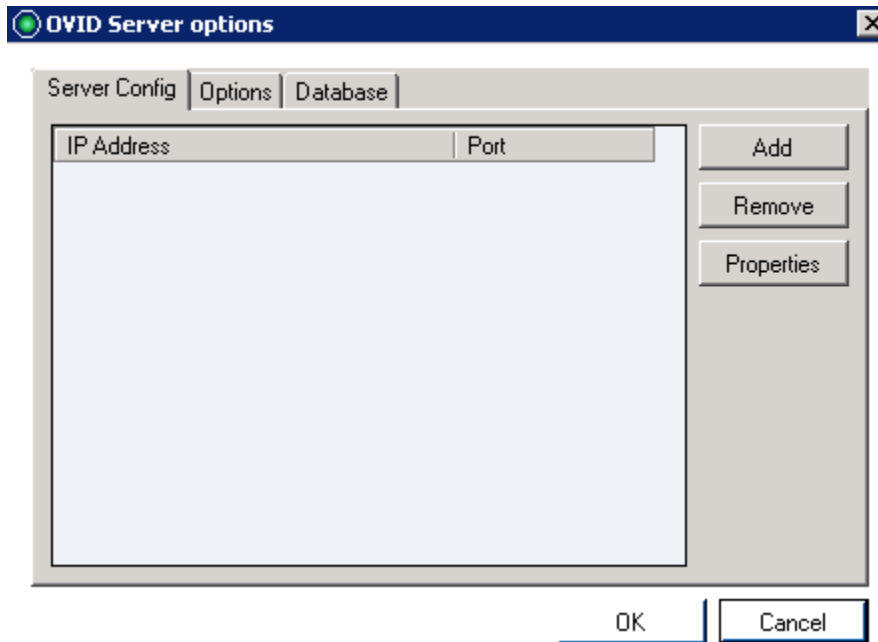 OVID Server options
Server Config Options Database
IP Address Port
Add
Remove
Properties
OK Cancel